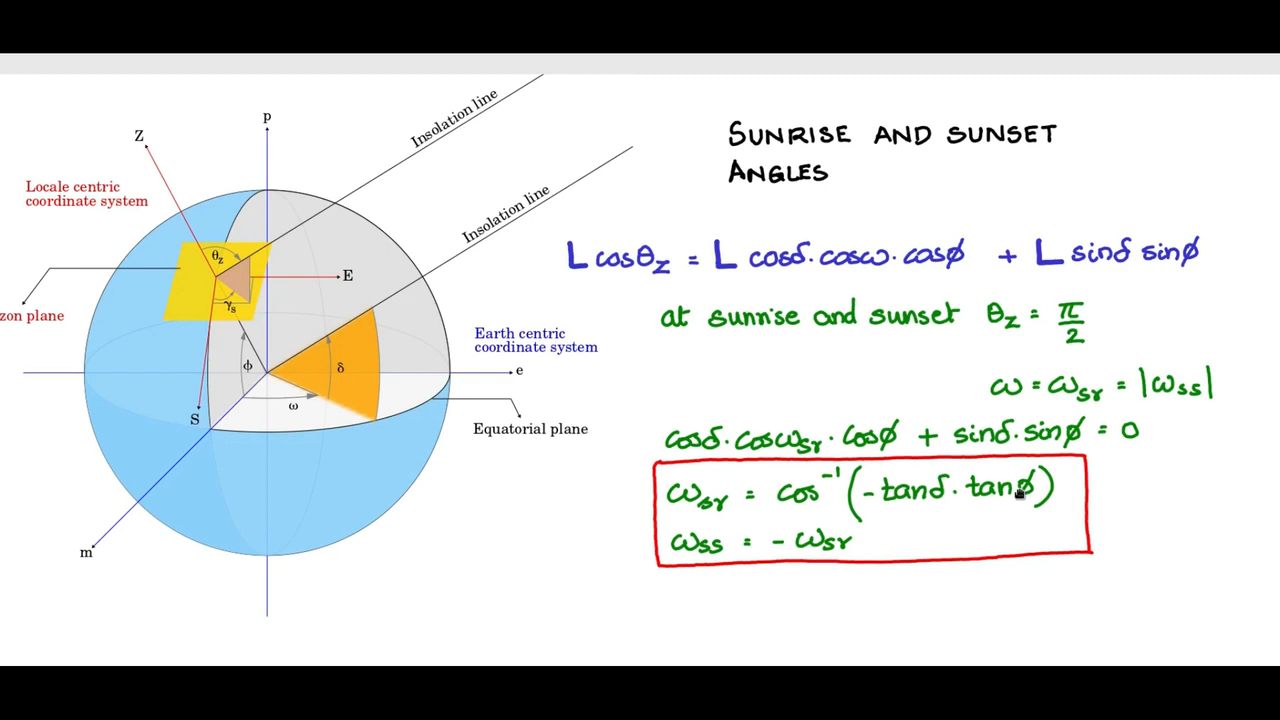 p
Z
Insolation line
Locale centric
coordinate system
Insolation line
θz
E
γs
zon plane
Earth centric
coordinate system
ϕ
δ
e
ω
S
Equatorial plane
m
SUNRISE AND SUNSET
ANGLES
L cosθz = L cosδ.cosω.cosϕ + L sinδ sinϕ
at sunrise and sunset θz = π/2
ω = ωsr = |ωss|
cosδ.cosωsr.cosϕ + sinδ.sinϕ = 0
ωsr = cos⁻¹(-tanδ.tanϕ)
ωss = -ωsr